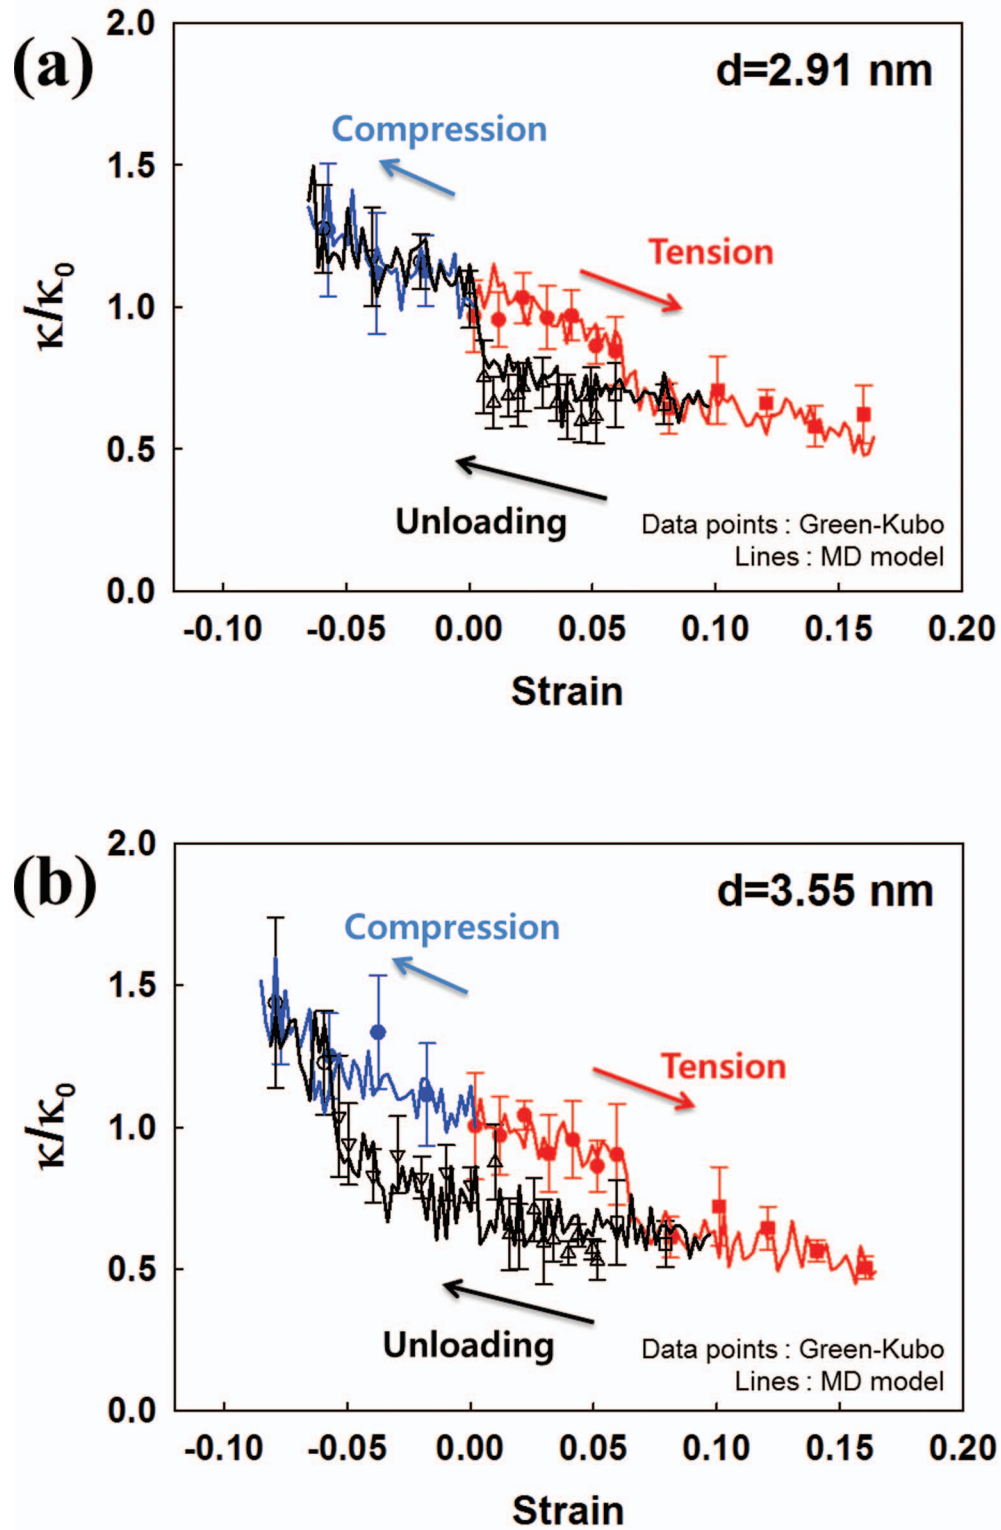 (a)
d=2.91 nm
Compression
Tension
Unloading
Data points : Green-Kubo
Lines : MD model
κ/κ0
2.0
1.5
1.0
0.5
0.0
-0.10 -0.05 0.00 0.05 0.10 0.15 0.20
Strain
(b)
d=3.55 nm
Compression
Tension
Unloading
Data points : Green-Kubo
Lines : MD model
κ/κ0
2.0
1.5
1.0
0.5
0.0
-0.10 -0.05 0.00 0.05 0.10 0.15 0.20
Strain